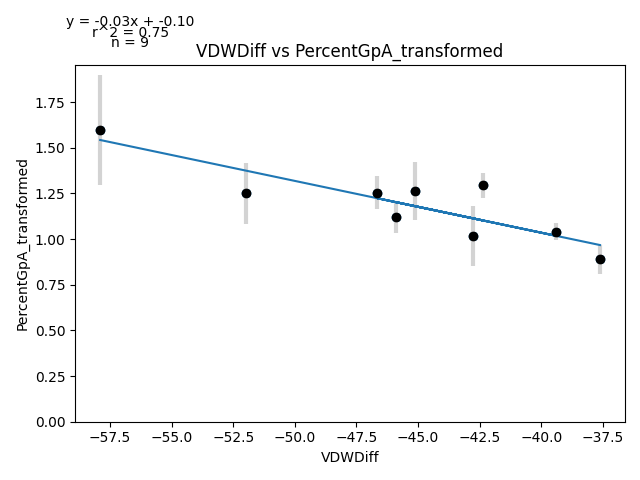 y = -0.03x + -0.10
r^2 = 0.75
n = 9
VDWDiff vs PercentGpA_transformed
PercentGpA_transformed
1.75
1.50
1.25
1.00
0.75
0.50
0.25
0.00
−57.5 −55.0 −52.5 −50.0 −47.5 −45.0 −42.5 −40.0 −37.5
VDWDiff